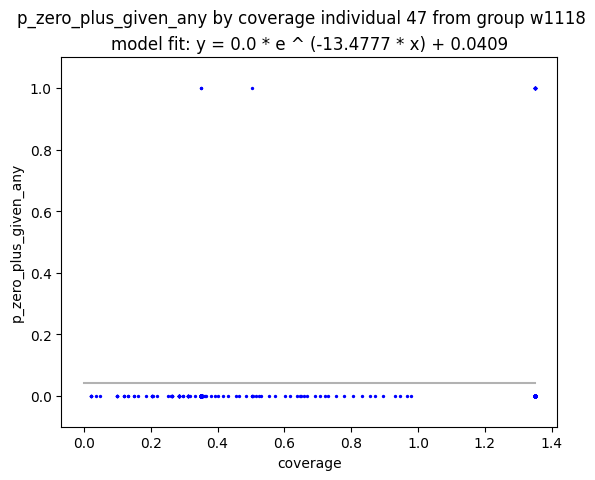 p_zero_plus_given_any by coverage individual 47 from group w1118
model fit: y = 0.0 * e ^ (-13.4777 * x) + 0.0409
p_zero_plus_given_any
1.0
0.8
0.6
0.4
0.2
0.0
0.0 0.2 0.4 0.6 0.8 1.0 1.2 1.4
coverage